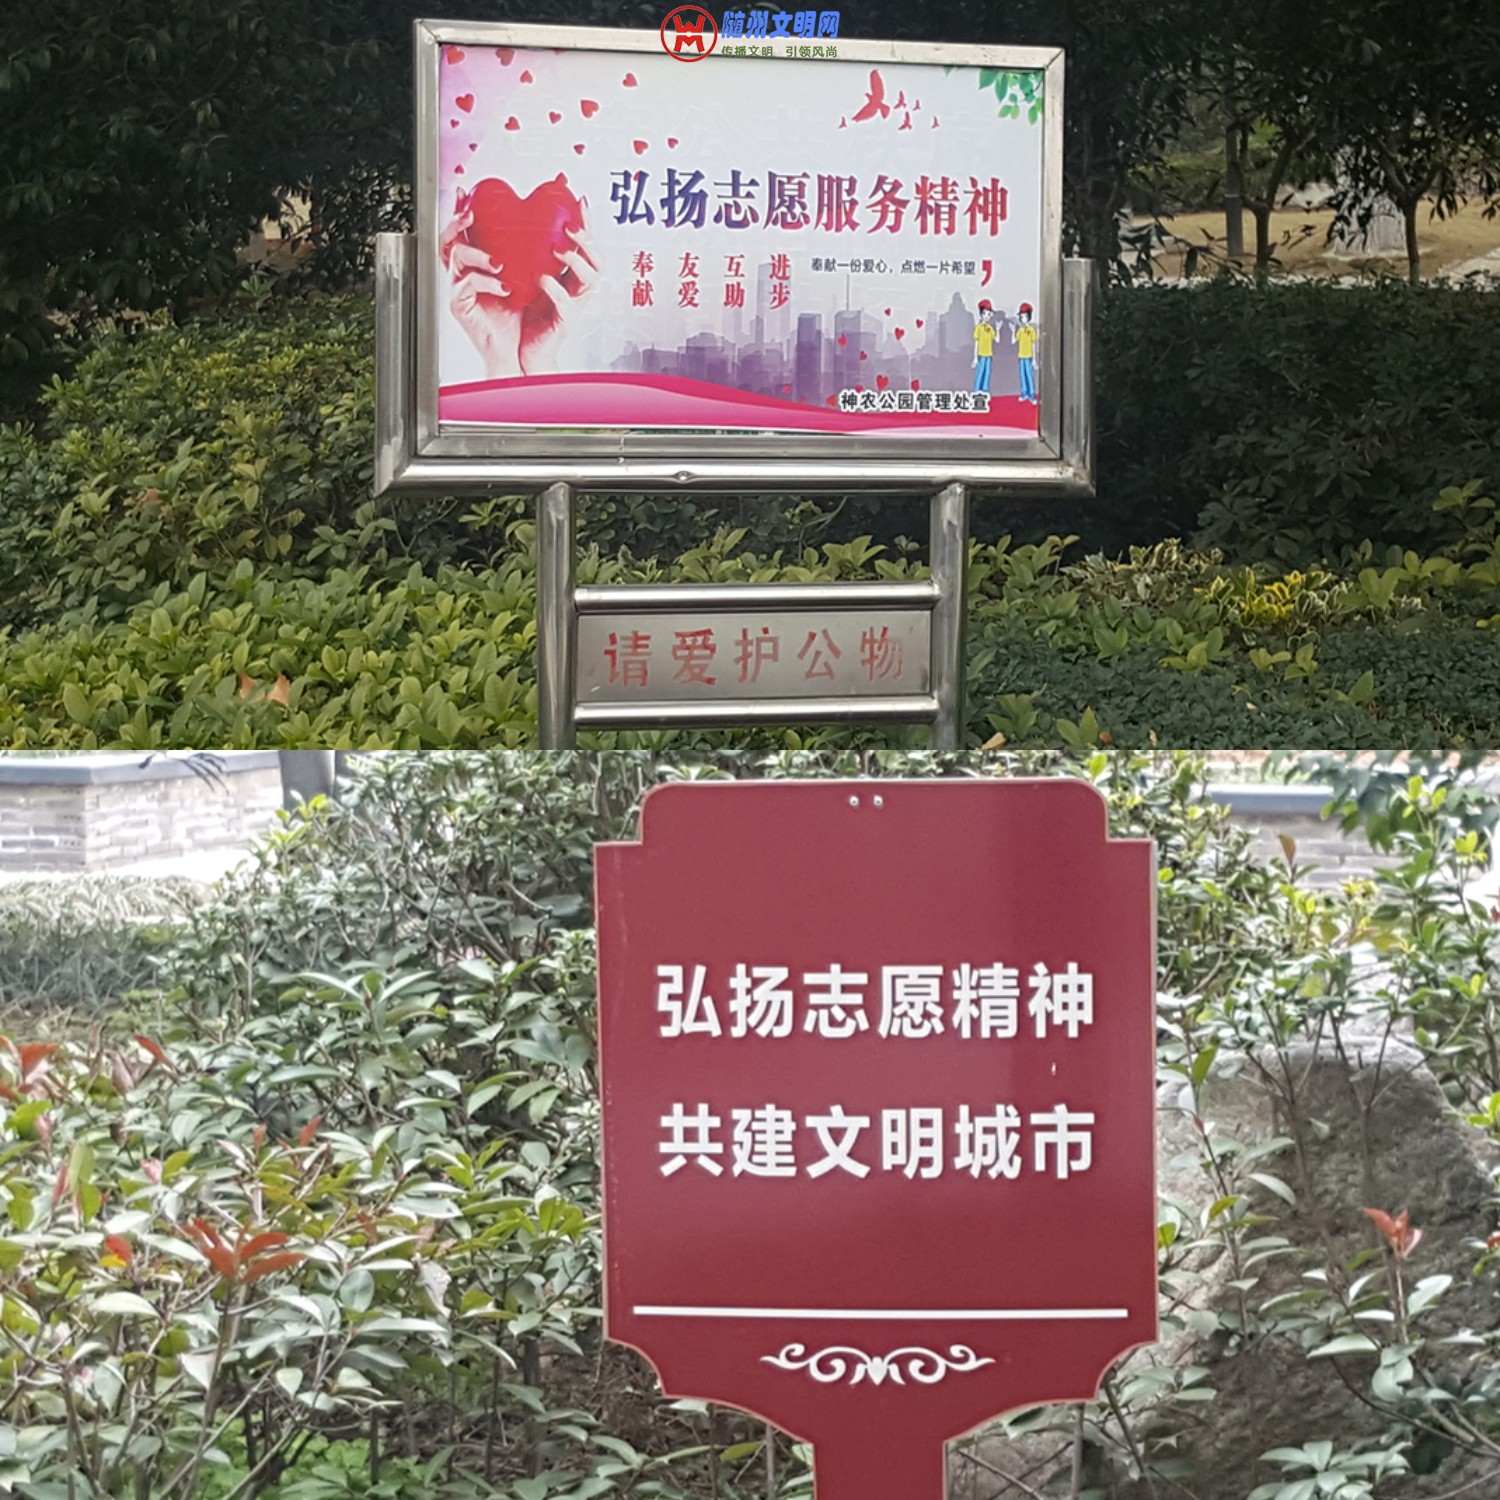 随州文明网
传播文明 引领风尚
弘扬志愿服务精神
奉献 友爱 互助 进步
奉献一份爱心，点燃一片希望
神农公园管理处宣
请爱护公物
弘扬志愿精神
共建文明城市